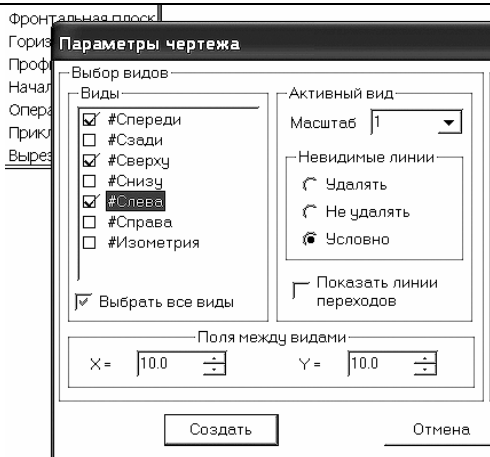 Фронтальная плоск
Гориз
Проф
Начал
Опера
Прикл
Вырез
Параметры чертежа
Выбор видов
Виды
#Спереди
#Сзади
#Сверху
#Снизу
#Слева
#Справа
#Изометрия
Выбрать все виды
Активный вид
Масштаб 1
Невидимые линии
Удалять
Не удалять
Условно
Показать линии
переходов
Поля между видами
X = 10.0 Y = 10.0
Создать Отмена